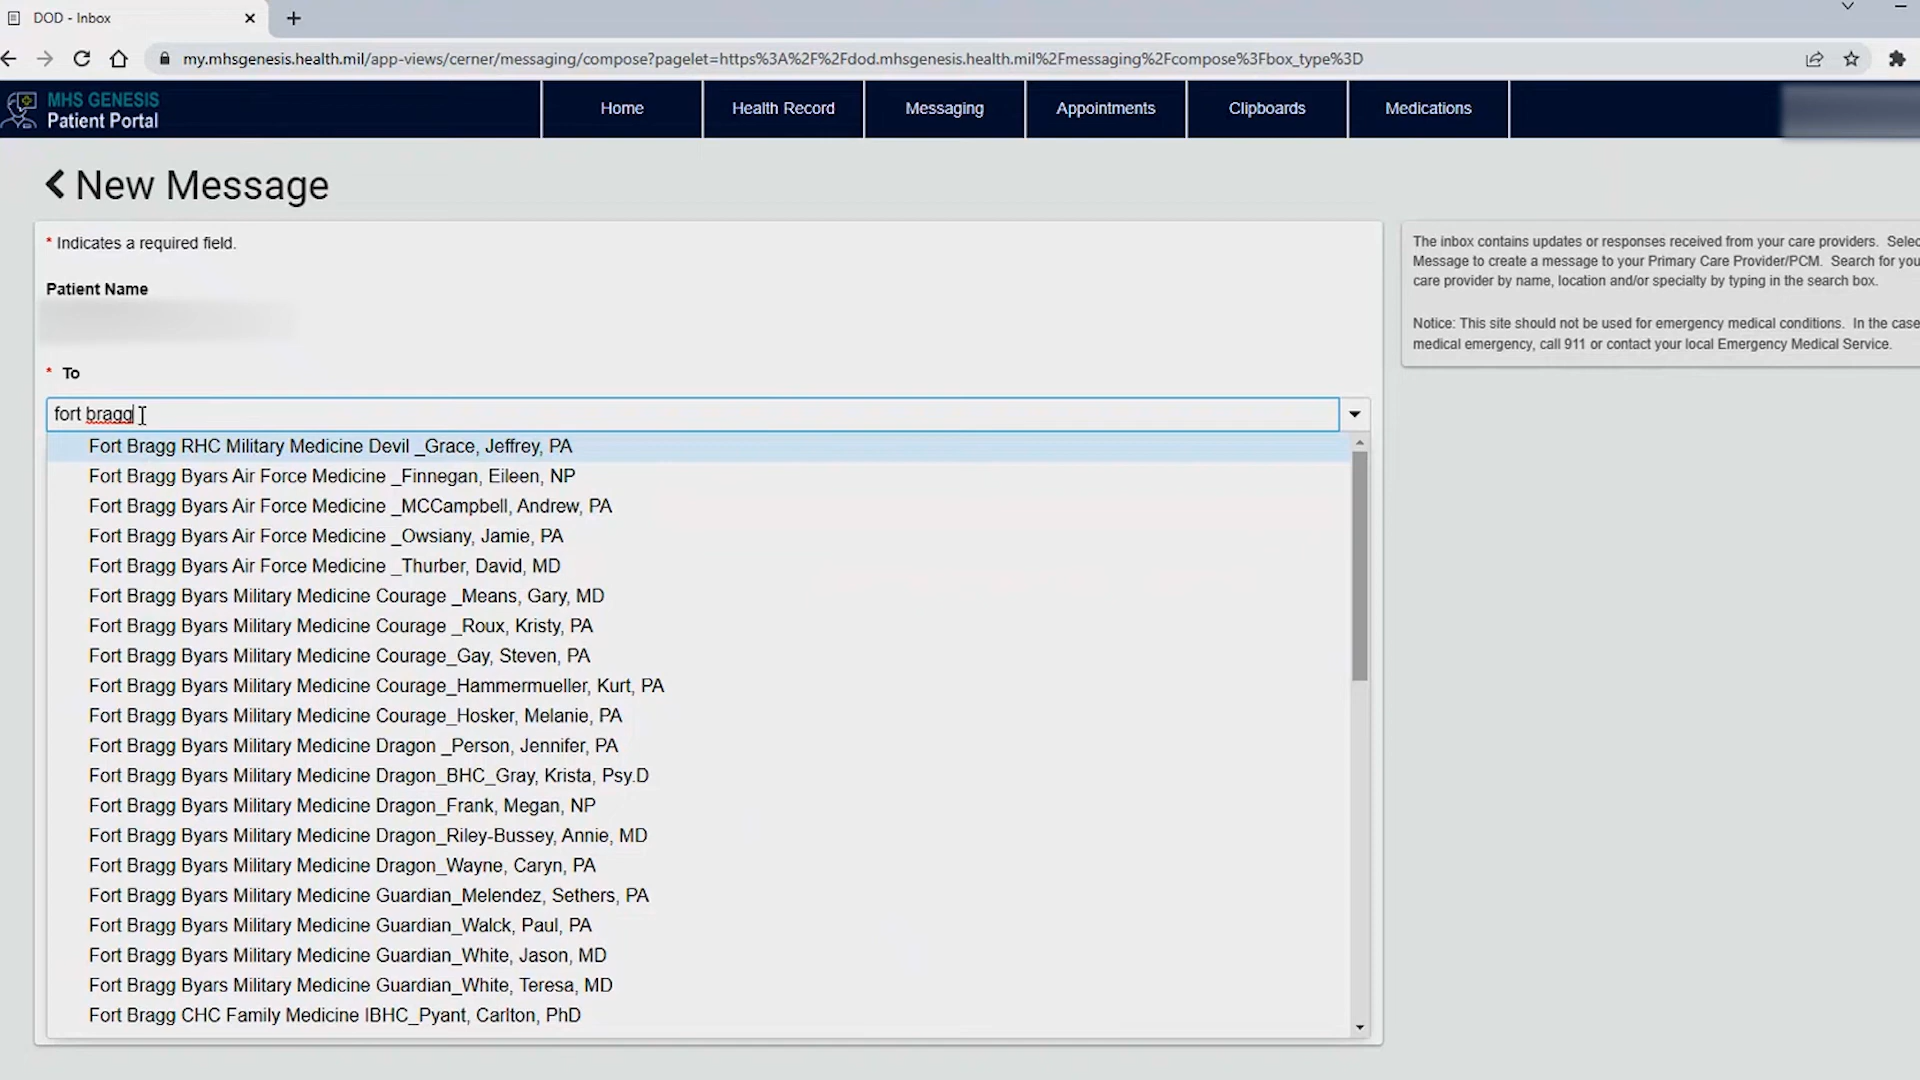 DOD - Inbox
my.mhsgenesis.health.mil/app-views/cerner/messaging/compose?pagelet=https%3A%2F%2Fdod.mhsgenesis.health.mil%2Fmessaging%2Fcompose%3Fbox_type%3D
MHS GENESIS
Patient Portal
Home
Health Record
Messaging
Appointments
Clipboards
Medications
New Message
* Indicates a required field.
Patient Name
* To
fort bragg
Fort Bragg RHC Military Medicine Devil _Grace, Jeffrey, PA
Fort Bragg Byars Air Force Medicine _Finnegan, Eileen, NP
Fort Bragg Byars Air Force Medicine _MCCampbell, Andrew, PA
Fort Bragg Byars Air Force Medicine _Owsiany, Jamie, PA
Fort Bragg Byars Air Force Medicine _Thurber, David, MD
Fort Bragg Byars Military Medicine Courage _Means, Gary, MD
Fort Bragg Byars Military Medicine Courage _Roux, Kristy, PA
Fort Bragg Byars Military Medicine Courage_Gay, Steven, PA
Fort Bragg Byars Military Medicine Courage_Hammermueller, Kurt, PA
Fort Bragg Byars Military Medicine Courage_Hosker, Melanie, PA
Fort Bragg Byars Military Medicine Dragon _Person, Jennifer, PA
Fort Bragg Byars Military Medicine Dragon_BHC_Gray, Krista, Psy.D
Fort Bragg Byars Military Medicine Dragon_Frank, Megan, NP
Fort Bragg Byars Military Medicine Dragon_Riley-Bussey, Annie, MD
Fort Bragg Byars Military Medicine Dragon_Wayne, Caryn, PA
Fort Bragg Byars Military Medicine Guardian_Melendez, Sethers, PA
Fort Bragg Byars Military Medicine Guardian_Walck, Paul, PA
Fort Bragg Byars Military Medicine Guardian_White, Jason, MD
Fort Bragg Byars Military Medicine Guardian_White, Teresa, MD
Fort Bragg CHC Family Medicine IBHC_Pyant, Carlton, PhD
The inbox contains updates or responses received from your care providers. Selec
Message to create a message to your Primary Care Provider/PCM. Search for you
care provider by name, location and/or specialty by typing in the search box.
Notice: This site should not be used for emergency medical conditions. In the case
medical emergency, call 911 or contact your local Emergency Medical Service.